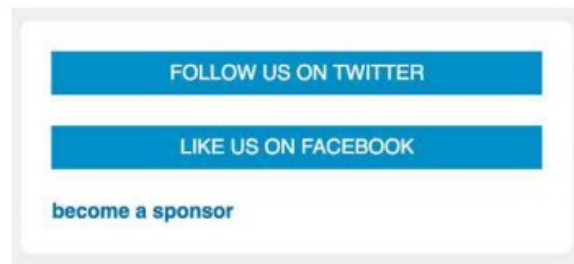 FOLLOW US ON TWITTER
LIKE US ON FACEBOOK
become a sponsor